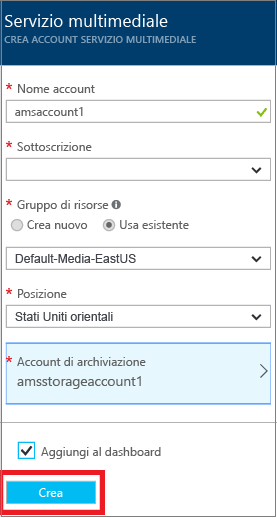 Servizio multimediale
CREA ACCOUNT SERVIZIO MULTIMEDIALE
* Nome account
amsaccount1
* Sottoscrizione
* Gruppo di risorse
Crea nuovo Usa esistente
Default-Media-EastUS
* Posizione
Stati Uniti orientali
* Account di archiviazione
amsstorageaccount1
Aggiungi al dashboard
Crea